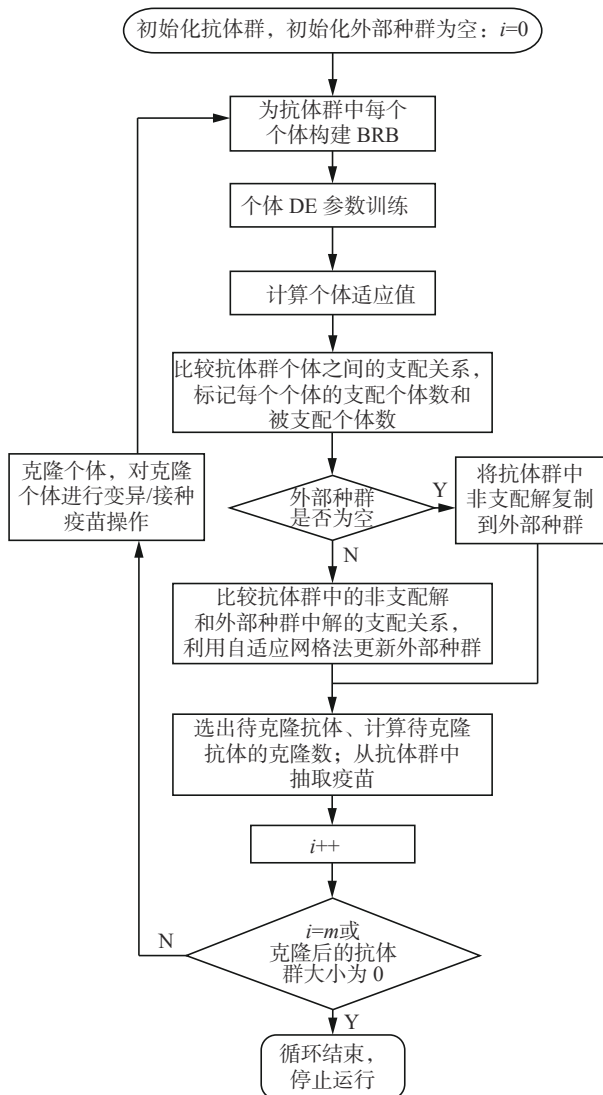 初始化抗体群，初始化外部种群为空：i=0
为抗体群中每个
个体构建 BRB
个体 DE 参数训练
计算个体适应值
比较抗体群个体之间的支配关系，
标记每个个体的支配个体数和
被支配个体数
克隆个体，对克隆
个体进行变异/接种
疫苗操作
外部种群
是否为空
Y
将抗体群中
非支配解复制
到外部种群
N
比较抗体群中的非支配解
和外部种群中解的支配关系，
利用自适应网格法更新外部种群
选出待克隆抗体、计算待克隆
抗体的克隆数；从抗体群中
抽取疫苗
i++
N
i=m或
克隆后的抗体
群大小为 0
Y
循环结束，
停止运行